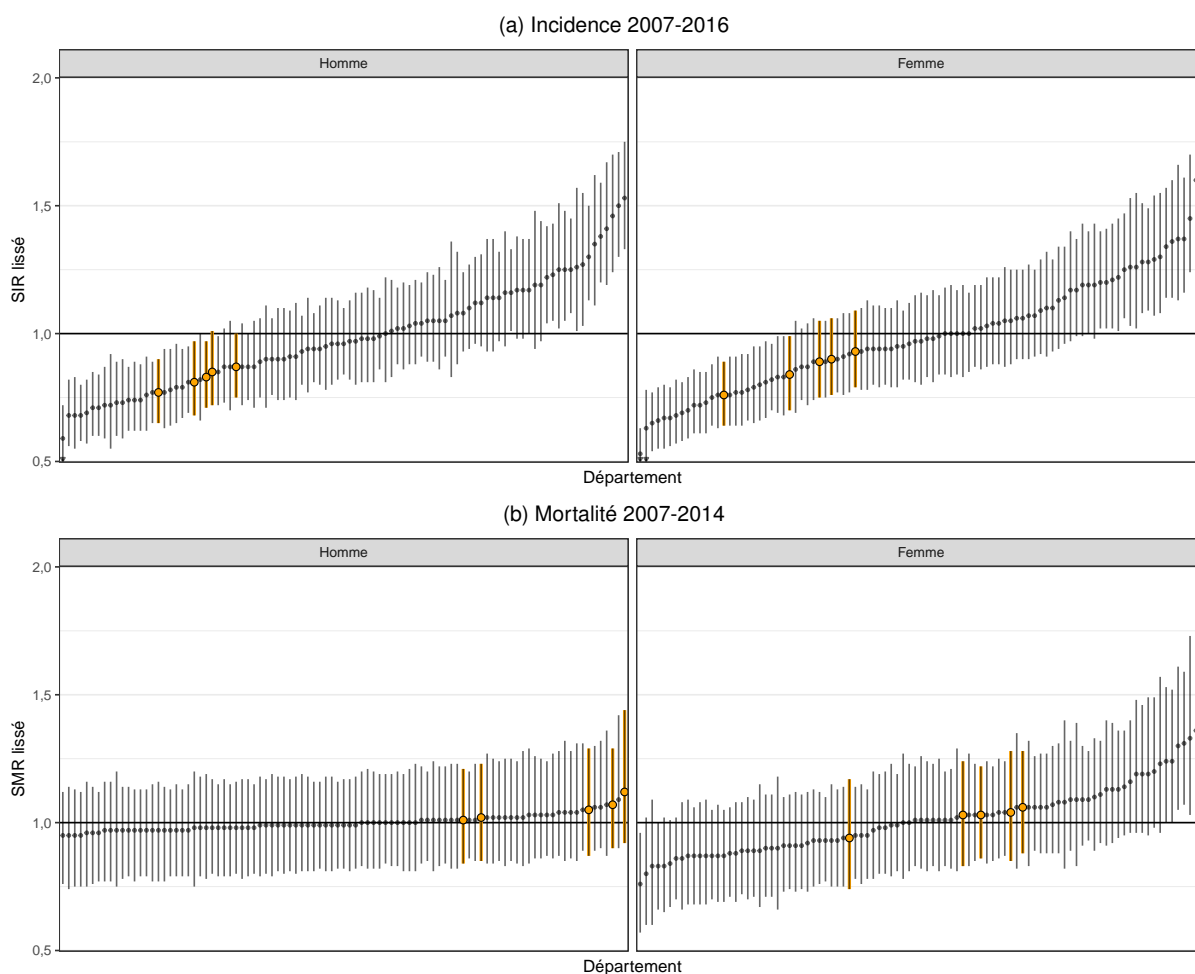 (a) Incidence 2007-2016
Homme
Femme
2,0
1,5
1,0
0,5
SIR lissé
Département
(b) Mortalité 2007-2014
Homme
Femme
2,0
1,5
1,0
0,5
SMR lissé
Département